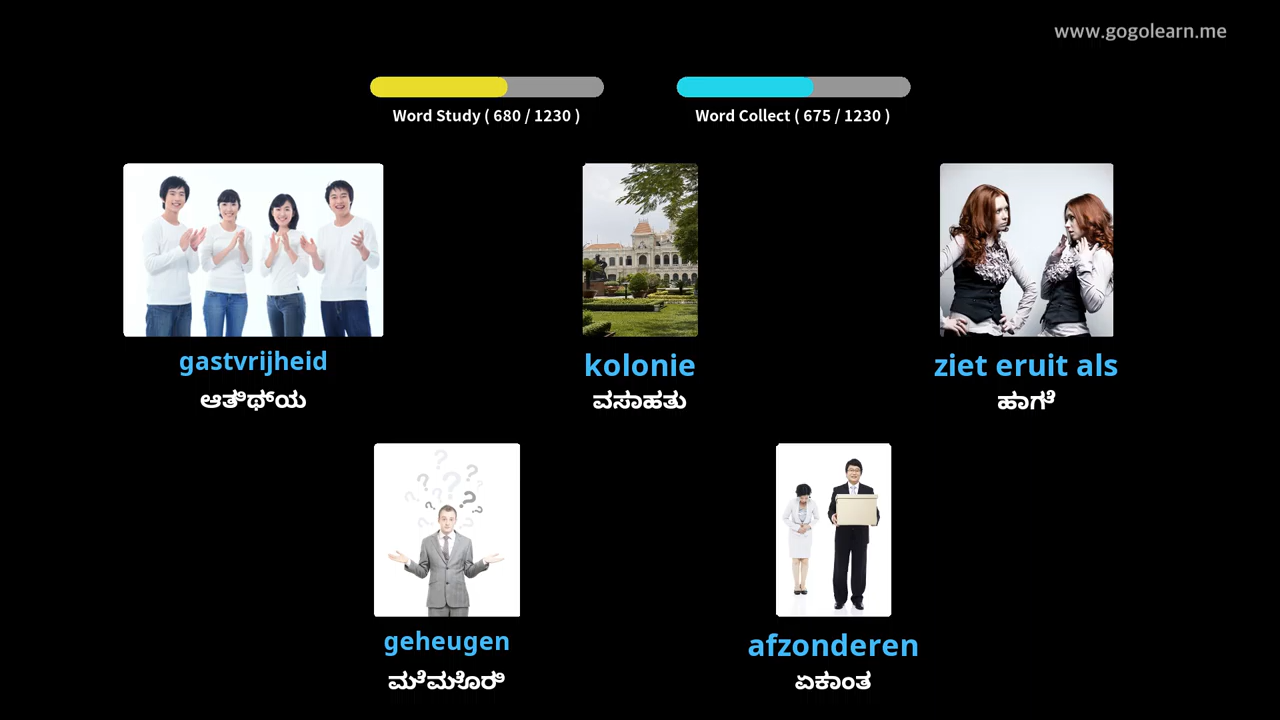 www.gogolearn.me
Word Study ( 680 / 1230 )
Word Collect ( 675 / 1230 )
gastvrijheid
kolonie
ziet eruit als
ಆತಿಥ್ಯ
ವಸಾಹತು
ಹಾಗೆ
geheugen
afzonderen
ಮೆಮೊರಿ
ಏಕಾಂತ